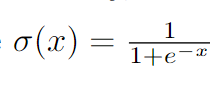 σ(x) = 1/(1+e^{-x})